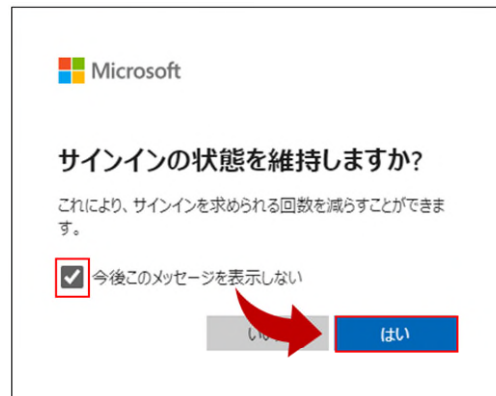 Microsoft
サインインの状態を維持しますか?
これにより、サインインを求められる回数を減らすことができま
す。
今後このメッセージを表示しない
はい